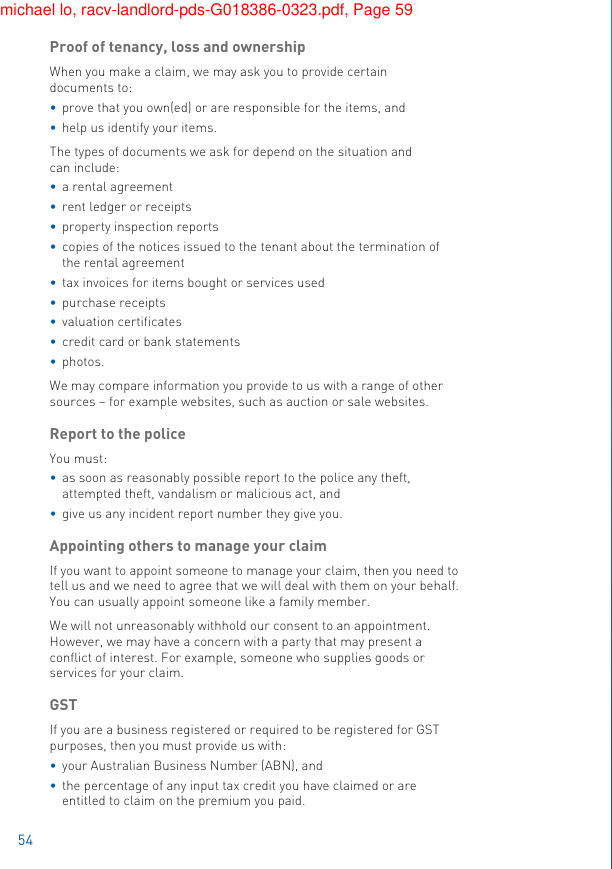 michael lo, racv-landlord-pds-G018386-0323.pdf, Page 59
Proof of tenancy, loss and ownership
When you make a claim, we may ask you to provide certain
documents to:
• prove that you own(ed) or are responsible for the items, and
• help us identify your items.
The types of documents we ask for depend on the situation and
can include:
• a rental agreement
• rent ledger or receipts
• property inspection reports
• copies of the notices issued to the tenant about the termination of
the rental agreement
• tax invoices for items bought or services used
• purchase receipts
• valuation certificates
• credit card or bank statements
• photos.
We may compare information you provide to us with a range of other
sources – for example websites, such as auction or sale websites.
Report to the police
You must:
• as soon as reasonably possible report to the police any theft,
attempted theft, vandalism or malicious act, and
• give us any incident report number they give you.
Appointing others to manage your claim
If you want to appoint someone to manage your claim, then you need to
tell us and we need to agree that we will deal with them on your behalf.
You can usually appoint someone like a family member.
We will not unreasonably withhold our consent to an appointment.
However, we may have a concern with a party that may present a
conflict of interest. For example, someone who supplies goods or
services for your claim.
GST
If you are a business registered or required to be registered for GST
purposes, then you must provide us with:
• your Australian Business Number (ABN), and
• the percentage of any input tax credit you have claimed or are
entitled to claim on the premium you paid.
54